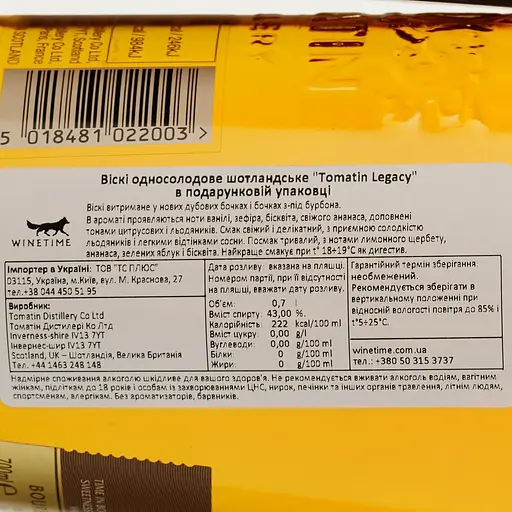 5 018481 022003 >
Віскі односолодове шотландське "Tomatin Legacy"
в подарунковій упаковці
Віскі витримане у нових дубових бочках і бочках з-під бурбона.
В ароматі проявляються ноти ванілі, зефіра, бісквіта, свіжого ананаса, доповнені
тонами цитрусових і льодяників. Смак свіжий і делікатний, з приємною солодкістю
льодяників і легкими відтінками сосни. Посмак тривалий, з нотами лимонного щербету,
ананаса, зелених яблук і бісквіта. Найкраще смакує при t° 18+19°С як дигестив.
WINETIME
Імпортер в Україні: ТОВ "ТС ПЛЮС"
03115, Україна, м.Київ, вул. М. Краснова, 27
тел.+38 044 450 51 95
Виробник:
Tomatin Distillery Co Ltd
Томатін Дистилері Ко Лтд
Inverness-shire IV13 7YT
Інвернес-шир IV13 7YT
Scotland, UK – Шотландія, Велика Британія
Тел. +44 1463 248 148
Дата розливу: вказана на пляшці.
Номером партії, при її відсутності
на пляшці, вважати дату розливу.
Об'єм: 0,7 l
Вміст спирту: 43,00 %.
Калорійність: 222 kcal/100 ml
Вміст цукру: 0,00 g/l
Вуглеводи: 0,00 g/100 ml
Білки: 0 g/100 ml
Жири: 0 g/100 ml
Гарантійний термін зберігання:
необмежений.
Рекомендується зберігати в
вертикальному положенні при
відносній вологості повітря до 85% і
t°5÷25°С.
winetime.com.ua
тел.: +380 50 315 3737
Надмірне споживання алкоголю шкідливе для вашого здоров'я. Не рекомендується вживати алкоголь водіям, вагітним
жінкам, підліткам до 18 років і особам із захворюваннями ЦНС, нирок, печінки та інших органів травлення, літнім людям,
спортсменам, алергікам. Без ароматизаторів, барвників.
TIME IN
SWEETNESS
BOU
700ml